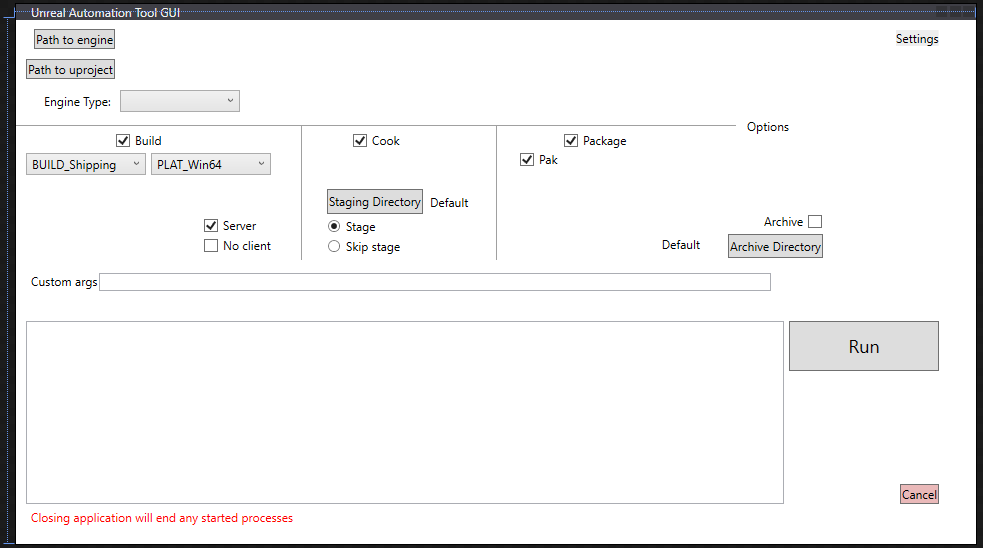 Unreal Automation Tool GUI
Path to engine
Settings
Path to uproject
Engine Type:
Options
Build
Cook
Package
BUILD_Shipping
PLAT_Win64
Pak
Staging Directory
Default
Server
Stage
Archive
No client
Skip stage
Default
Archive Directory
Custom args
Run
Cancel
Closing application will end any started processes